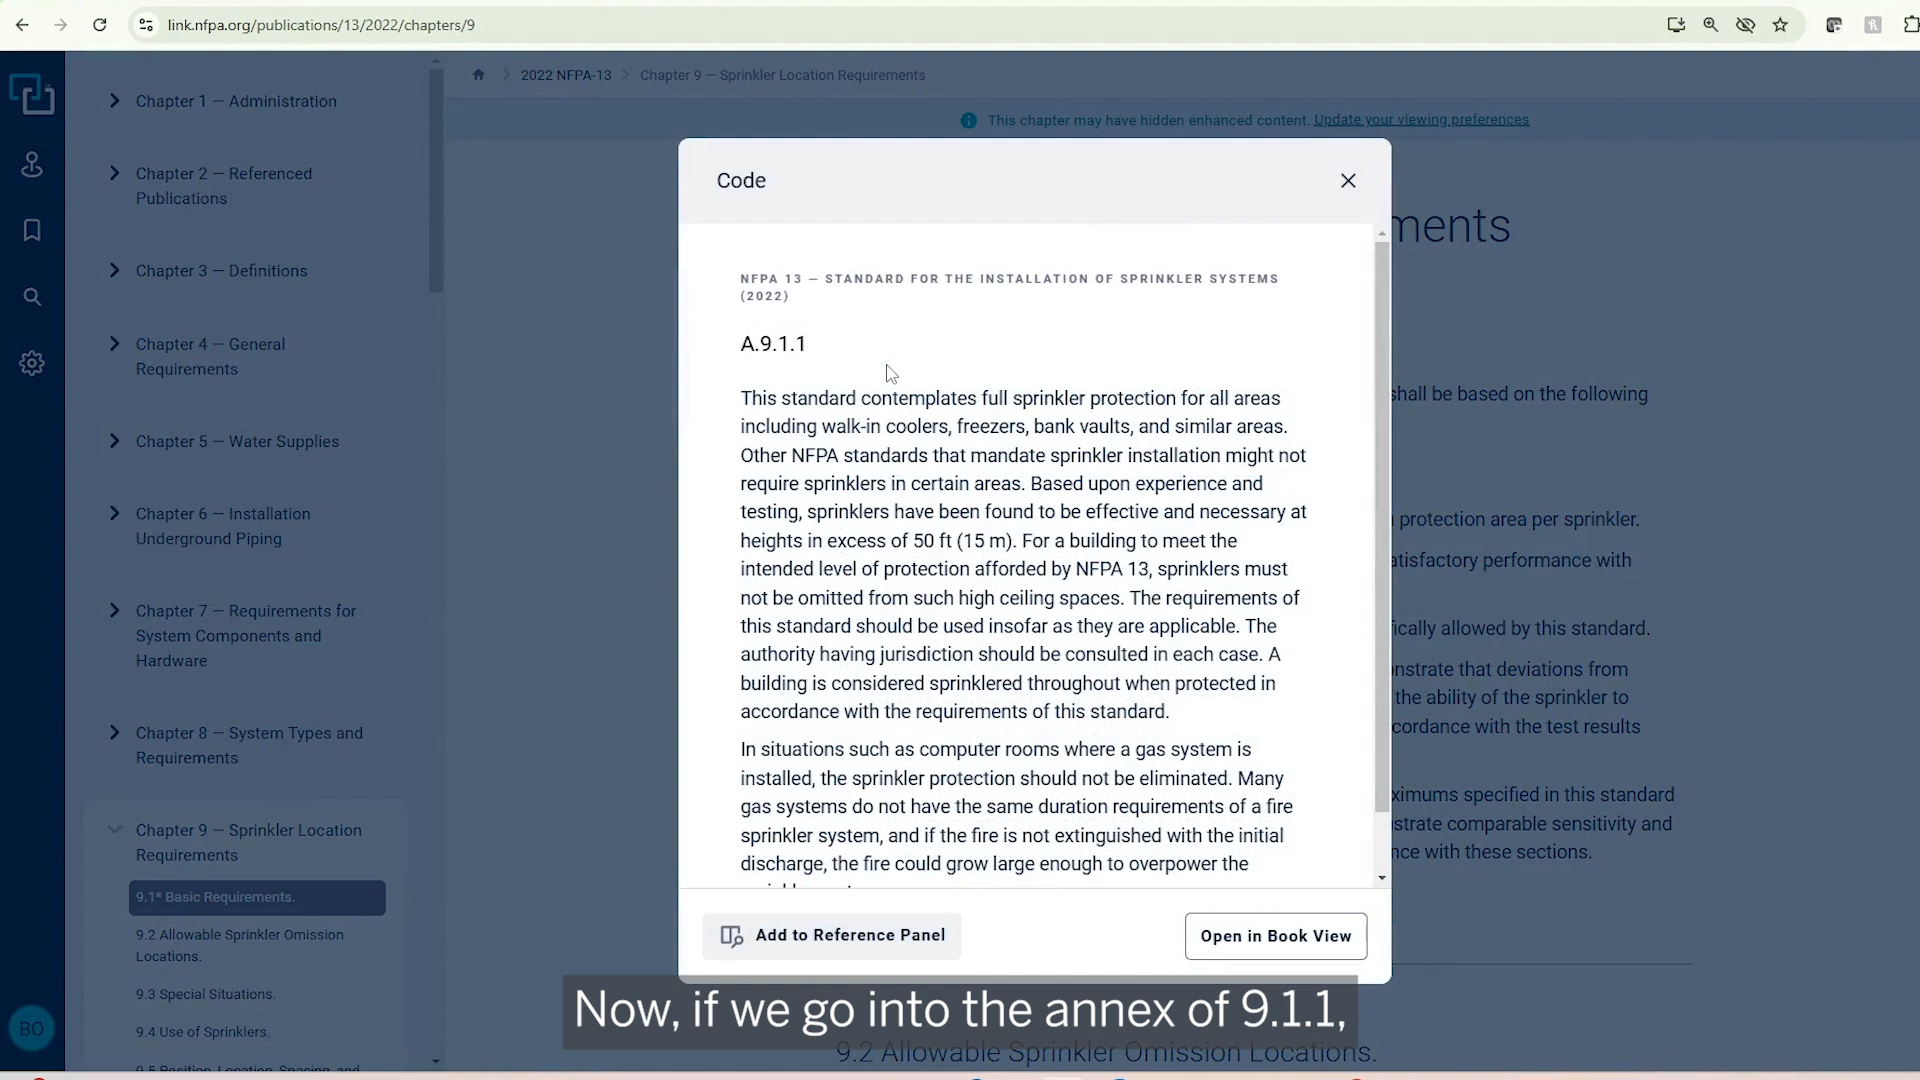 link.nfpa.org/publications/13/2022/chapters/9
Chapter 1 — Administration
Chapter 2 — Referenced
Publications
Chapter 3 — Definitions
Chapter 4 — General
Requirements
Chapter 5 — Water Supplies
Chapter 6 — Installation
Underground Piping
Chapter 7 — Requirements for
System Components and
Hardware
Chapter 8 — System Types and
Requirements
Chapter 9 — Sprinkler Location
Requirements
9.1* Basic Requirements.
9.2 Allowable Sprinkler Omission
Locations.
9.3 Special Situations.
9.4 Use of Sprinklers.
9.5 Position, Location, Spacing, and
BO
2022 NFPA-13 Chapter 9 — Sprinkler Location Requirements
This chapter may have hidden enhanced content. Update your viewing preferences
Code
NFPA 13 — STANDARD FOR THE INSTALLATION OF SPRINKLER SYSTEMS
(2022)
A.9.1.1
This standard contemplates full sprinkler protection for all areas
including walk-in coolers, freezers, bank vaults, and similar areas.
Other NFPA standards that mandate sprinkler installation might not
require sprinklers in certain areas. Based upon experience and
testing, sprinklers have been found to be effective and necessary at
heights in excess of 50 ft (15 m). For a building to meet the
intended level of protection afforded by NFPA 13, sprinklers must
not be omitted from such high ceiling spaces. The requirements of
this standard should be used insofar as they are applicable. The
authority having jurisdiction should be consulted in each case. A
building is considered sprinklered throughout when protected in
accordance with the requirements of this standard.
In situations such as computer rooms where a gas system is
installed, the sprinkler protection should not be eliminated. Many
gas systems do not have the same duration requirements of a fire
sprinkler system, and if the fire is not extinguished with the initial
discharge, the fire could grow large enough to overpower the
Add to Reference Panel
Open in Book View
ments
shall be based on the following
protection area per sprinkler.
atisfactory performance with
ically allowed by this standard.
nstrate that deviations from
the ability of the sprinkler to
cordance with the test results
ximums specified in this standard
strate comparable sensitivity and
nce with these sections.
Now, if we go into the annex of 9.1.1,
9.2 Allowable Sprinkler Omission Locations.